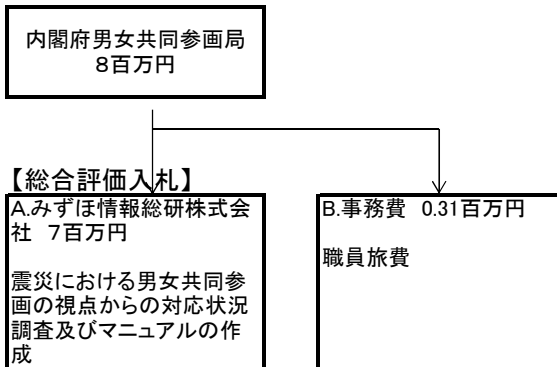 内閣府男女共同参画局
８百万円
【総合評価入札】
A.みずほ情報総研株式会
社　７百万円
震災における男女共同参
画の視点からの対応状況
調査及びマニュアルの作
成
B.事務費　0.31百万円
職員旅費